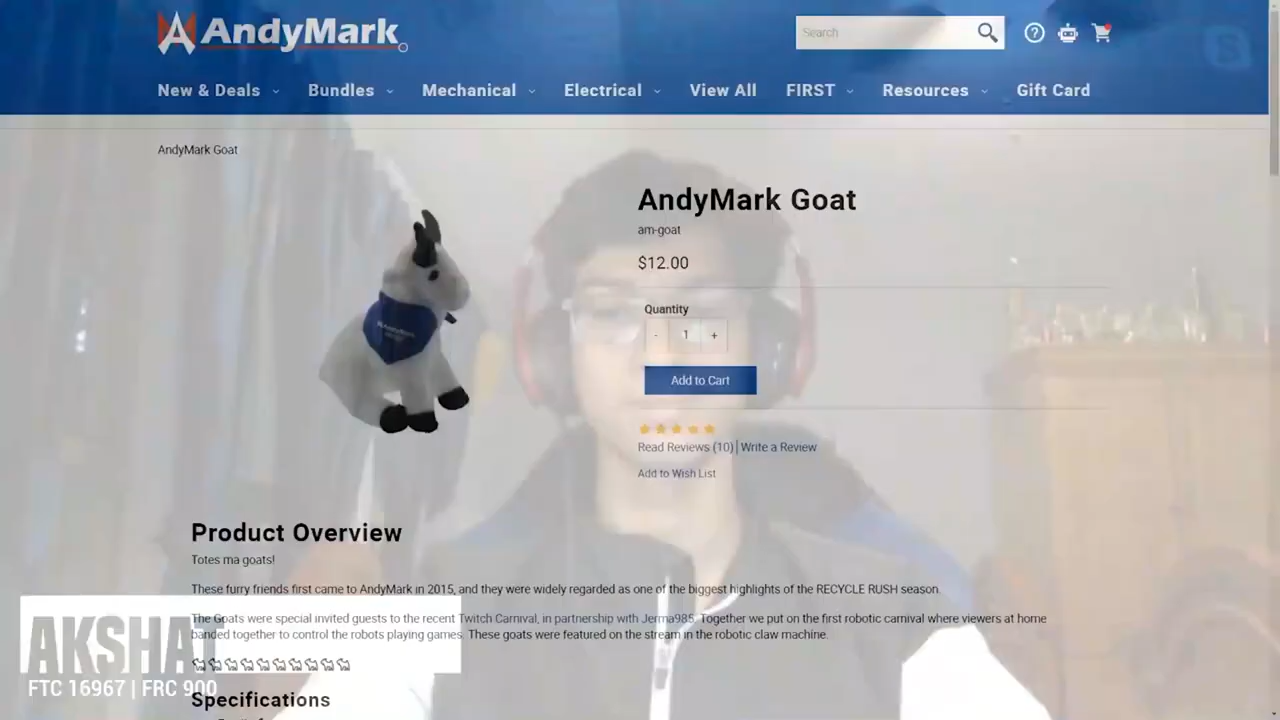 AndyMark
Search
New & Deals
Bundles
Mechanical
Electrical
View All
FIRST
Resources
Gift Card
AndyMark Goat
AndyMark Goat
am-goat
$12.00
Quantity
- 1 +
Add to Cart
Read Reviews (10) | Write a Review
Add to Wish List
Product Overview
Totes ma goats!
These furry friends first came to AndyMark in 2015, and they were widely regarded as one of the biggest highlights of the RECYCLE RUSH season.
The Goats were special invited guests to the recent Twitch Carnival, in partnership with Jerma985. Together we put on the first robotic carnival where viewers at home
banded together to control the robots playing games. These goats were featured on the stream in the robotic claw machine.
AKSHAT
FTC 16967 | FRC 900
Specifications